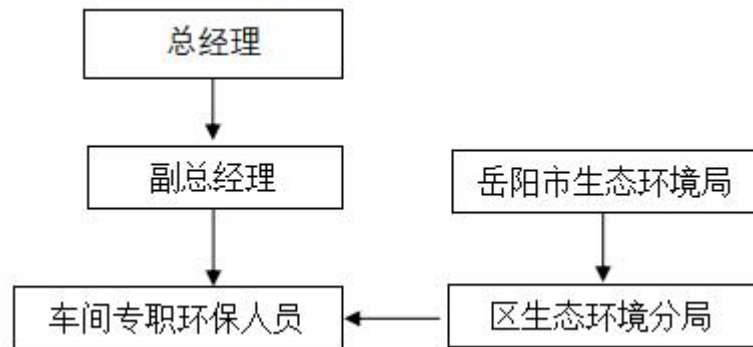 总经理
副总经理
岳阳市生态环境局
车间专职环保人员
区生态环境分局